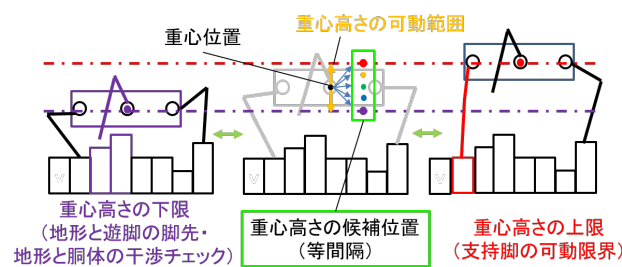 重心高さの可動範囲
重心位置
重心高さの下限
(地形と遊脚の脚先・
地形と胴体の干渉チェック)
重心高さの候補位置
(等間隔)
重心高さの上限
(支持脚の可動限界)